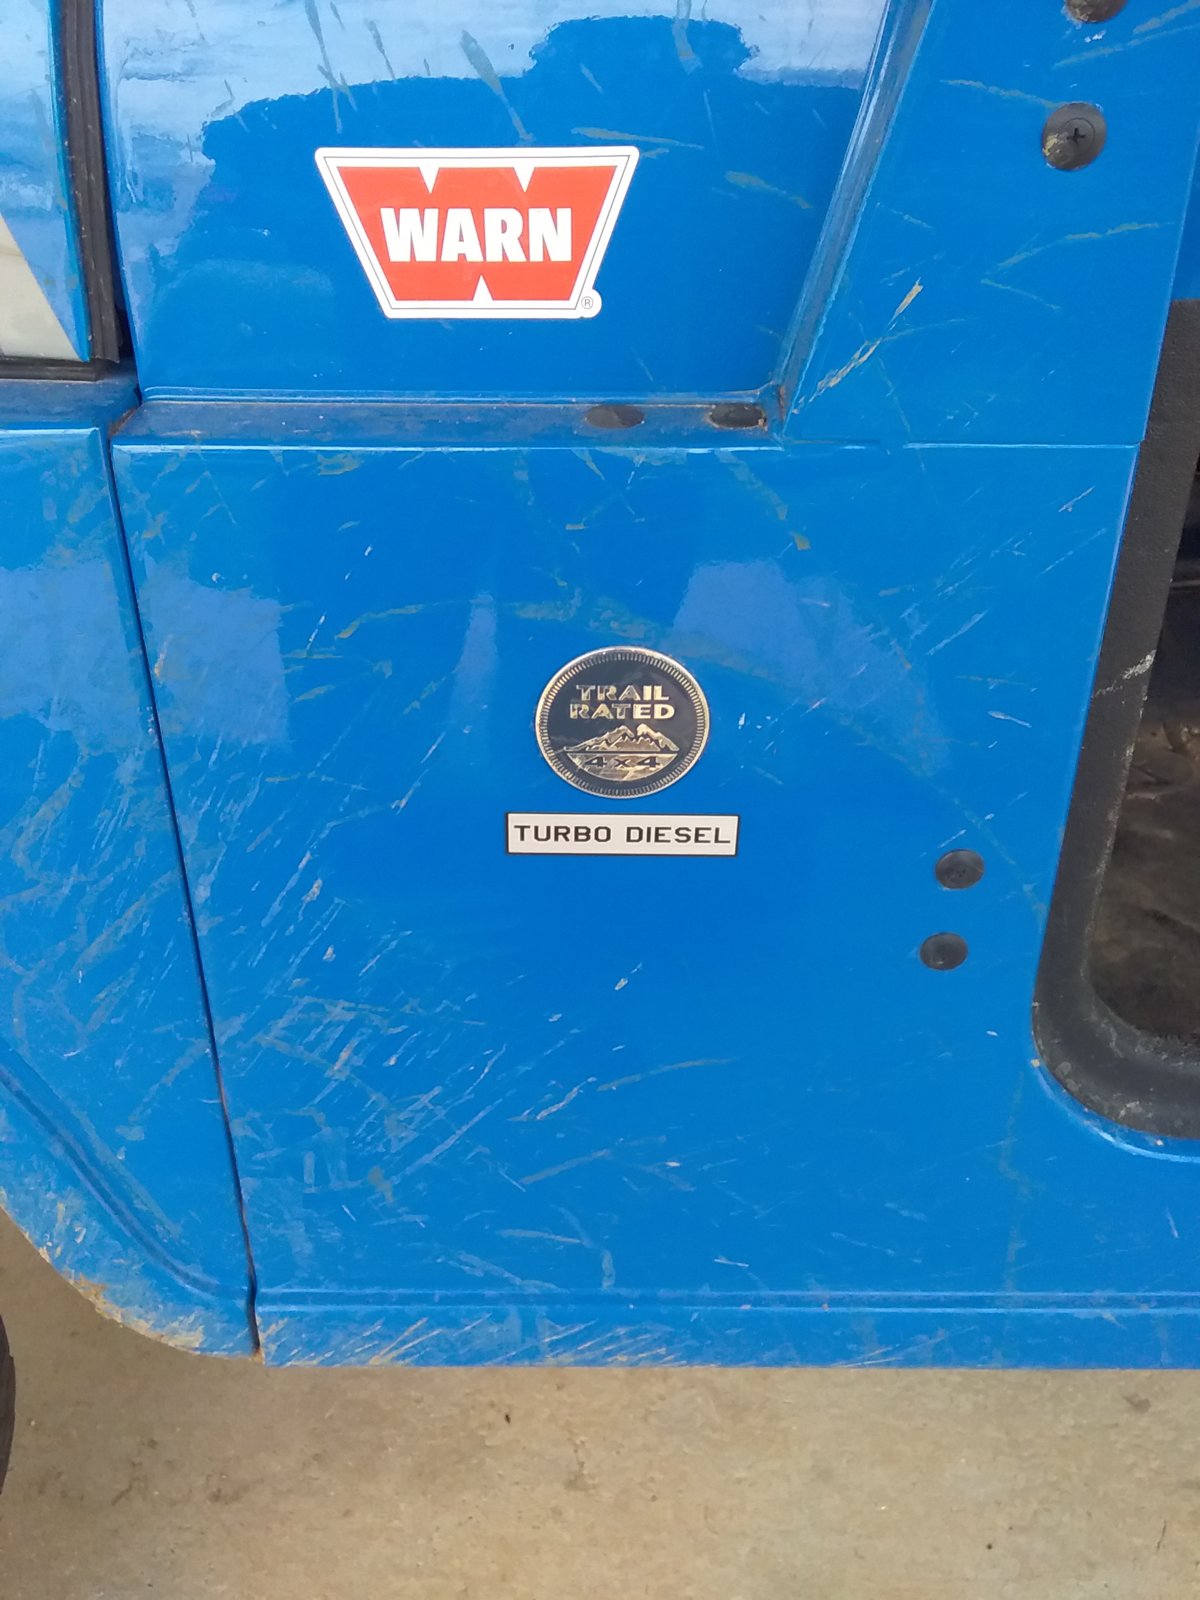 WARN
®
TRAIL
RATED
4x4
TURBO DIESEL